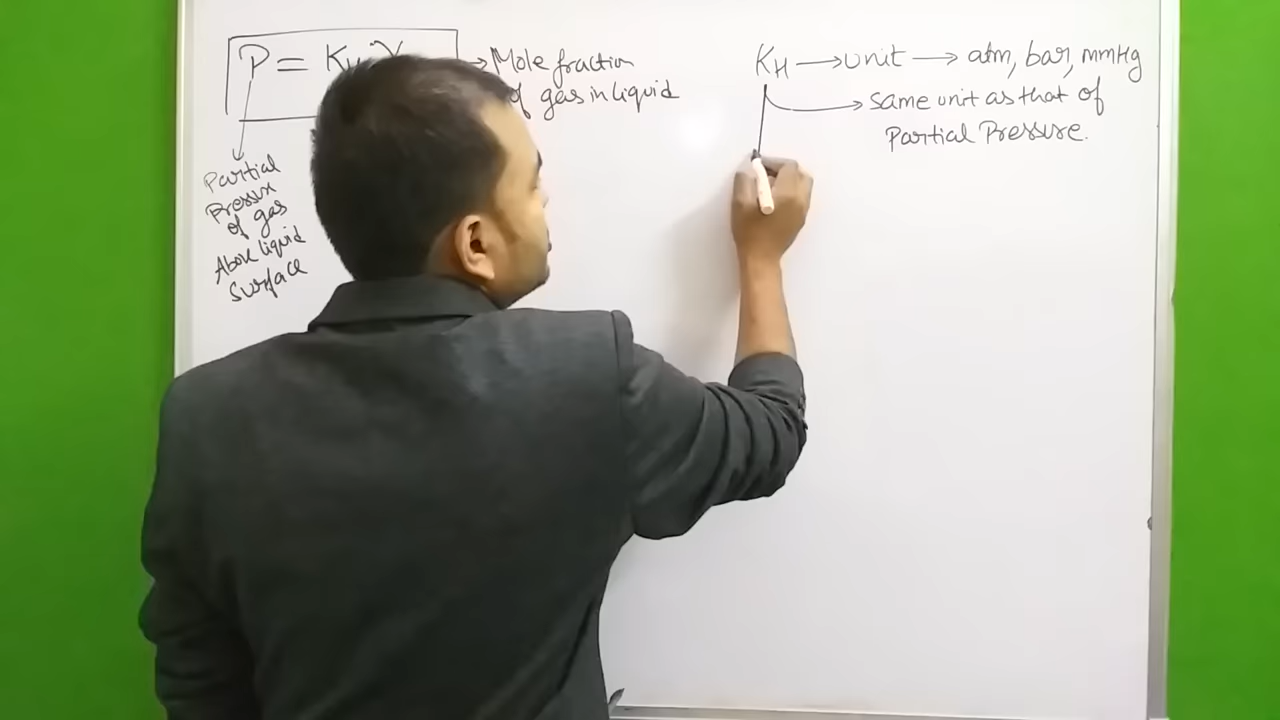 P = KH X → Mole fraction
of gas in liquid
Partial
Pressure
of gas
Above liquid
Surface
KH → unit → atm, bar, mmHg
→ same unit as that of
Partial Pressure.